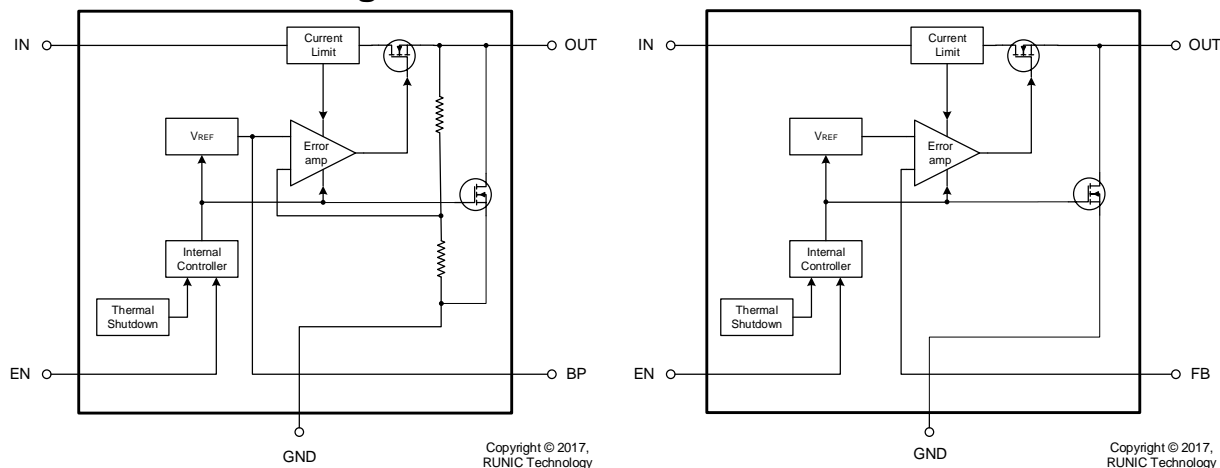 IN
Current
Limit
OUT
VREF
Error
amp
Internal
Controller
Thermal
Shutdown
EN
BP
GND
Copyright © 2017,
RUNIC Technology
IN
Current
Limit
OUT
VREF
Error
amp
Internal
Controller
Thermal
Shutdown
EN
FB
GND
Copyright © 2017,
RUNIC Technology